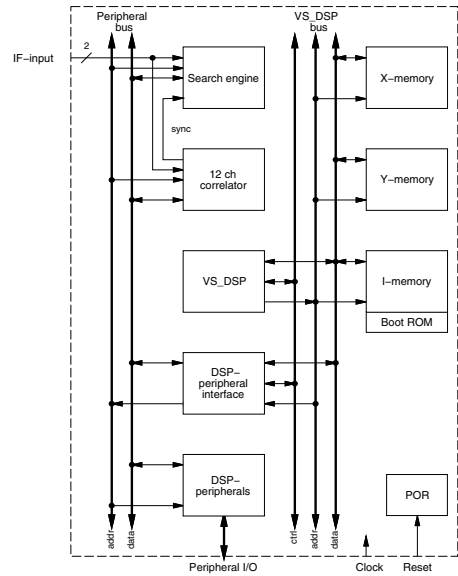 Peripheral
bus
VS_DSP
bus
IF-input
2
Search engine
X-memory
sync
12 ch
correlator
Y-memory
VS_DSP
I-memory
Boot ROM
DSP-
peripheral
interface
DSP-
peripherals
POR
addr
data
ctrl
addr
data
Peripheral I/O
Clock
Reset